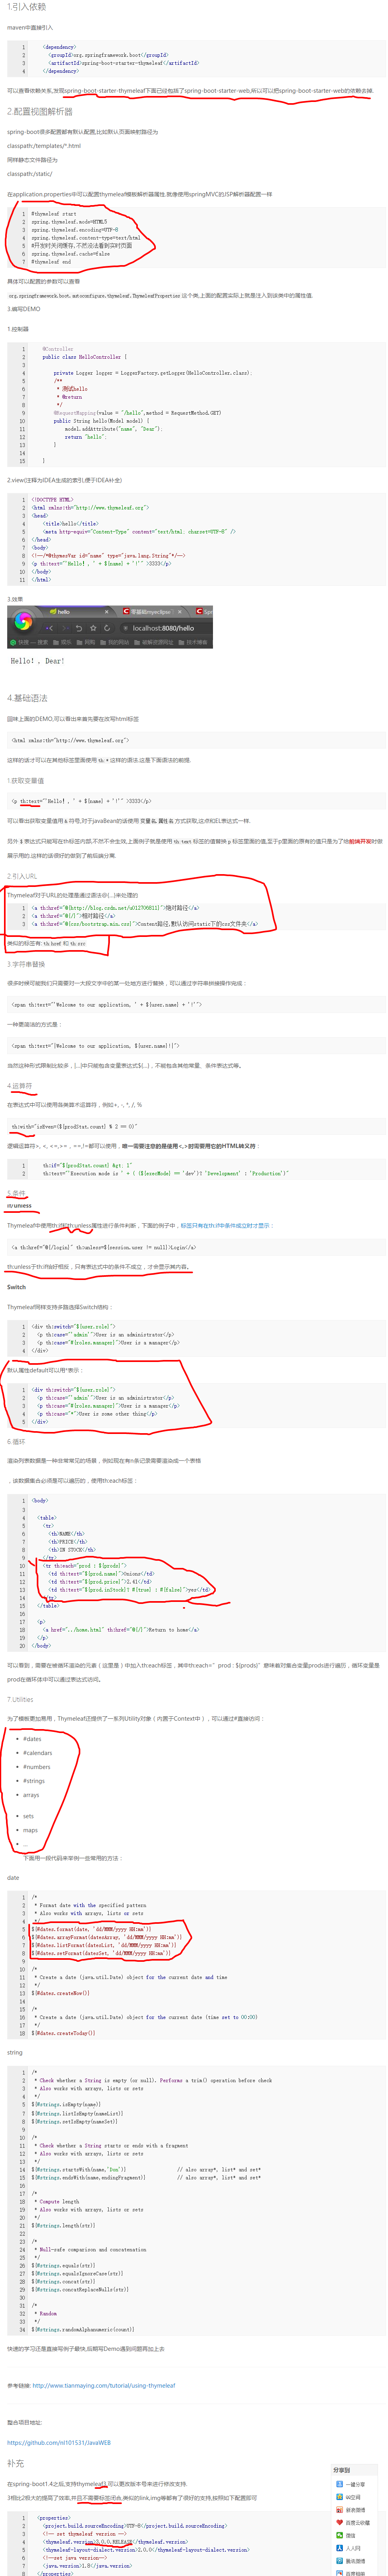 1.引入依赖
maven中直接引入
1 <dependency>
2 <groupId>org.springframework.boot</groupId>
3 <artifactId>spring-boot-starter-thymeleaf</artifactId>
4 </dependency>
可以查看依赖关系,发现spring-boot-starter-thymeleaf下面已经包括了spring-boot-starter-web,所以可以把spring-boot-starter-web的依赖去掉.
2.配置视图解析器
spring-boot很多配置都有默认配置,比如默认页面映射路径为
classpath:/templates/*.html
同样静态文件路径为
classpath:/static/
在application.properties中可以配置thymeleaf模板解析器属性.就像使用springMVC的JSP解析器配置一样
1 #thymeleaf start
2 spring.thymeleaf.mode=HTML5
3 spring.thymeleaf.encoding=UTF-8
4 spring.thymeleaf.content-type=text/html
5 #开发时关闭缓存,不然没法看到实时页面
6 spring.thymeleaf.cache=false
7 #thymeleaf end
具体可以配置的参数可以查看
org.springframework.boot.autoconfigure.thymeleaf.ThymeleafProperties 这个类,上面的配置实际上就是注入到该类中的属性值.
3.编写DEMO
1.控制器
1 @Controller
2 public class HelloController {
3
4 private Logger logger = LoggerFactory.getLogger(HelloController.class);
5 /**
6 * 测试hello
7 * @return
8 */
9 @RequestMapping(value = "/hello",method = RequestMethod.GET)
10 public String hello(Model model) {
11 model.addAttribute("name", "Dear");
12 return "hello";
13 }
14
15 }
2.view(注释为IDEA生成的索引,便于IDEA补全)
1 <!DOCTYPE HTML>
2 <html xmlns:th="http://www.thymeleaf.org">
3 <head>
4 <title>hello</title>
5 <meta http-equiv="Content-Type" content="text/html; charset=UTF-8" />
6 </head>
7 <body>
8 <!--/*@thymesVar id="name" type="java.lang.String"*/-->
9 <p th:text="'Hello！, ' + ${name} + '!'" >3333</p>
10 </body>
11 </html>
3.效果
hello
localhost:8080/hello
Hello! , Dear!
4.基础语法
回味上面的DEMO,可以看出来首先要在改写html标签
<html xmlns:th="http://www.thymeleaf.org">
这样的话才可以在其他标签里面使用 th:* 这样的语法.这是下面语法的前提.
1.获取变量值
<p th:text="'Hello！, ' + ${name} + '!'" >3333</p>
可以看出获取变量值用 $ 符号,对于javaBean的话使用 变量名.属性名 方式获取,这点和EL表达式一样.
另外 $ 表达式只能写在th标签内部,不然不会生效,上面例子就是使用 th:text 标签的值替换 p 标签里面的值,至于p里面的原有的值只是为了给前端开发时做展示用的.这样的话很好的做到了前后端分离.
2.引入URL
Thymeleaf对于URL的处理是通过语法@{…}来处理的
1 <a th:href="@{http://blog.csdn.net/u012706811}">绝对路径</a>
2 <a th:href="@{/}">相对路径</a>
3 <a th:href="@{css/bootstrap.min.css}">Content路径,默认访问static下的css文件夹</a>
类似的标签有: th:href 和 th:src
3.字符串替换
很多时候可能我们只需要对一大段文字中的某一处地方进行替换，可以通过字符串拼接操作完成：
<span th:text="'Welcome to our application, ' + ${user.name} + '!'">
一种更简洁的方式是：
<span th:text="|Welcome to our application, ${user.name}!|">
当然这种形式限制比较多，|…|中只能包含变量表达式${…}，不能包含其他常量、条件表达式等。
4.运算符
在表达式中可以使用各类算术运算符，例如+, -, *, /, %
th:with="isEven=(${prodStat.count} % 2 == 0)"
逻辑运算符>, <, <=,>=，==,!=都可以使用，唯一需要注意的是使用<,>时需要用它的HTML转义符：
1 th:if="${prodStat.count} &gt; 1"
2 th:text="'Execution mode is ' + ( (${execMode} == 'dev')? 'Development' : 'Production')"
5.条件
if/unless
Thymeleaf中使用th:if和th:unless属性进行条件判断，下面的例子中，标签只有在th:if中条件成立时才显示：
<a th:href="@{/login}" th:unless=${session.user != null}>Login</a>
th:unless于th:if恰好相反，只有表达式中的条件不成立，才会显示其内容。
Switch
Thymeleaf同样支持多路选择Switch结构：
1 <div th:switch="${user.role}">
2 <p th:case="'admin'">User is an administrator</p>
3 <p th:case="#{roles.manager}">User is a manager</p>
4 </div>
默认属性default可以用*表示：
1 <div th:switch="${user.role}">
2 <p th:case="'admin'">User is an administrator</p>
3 <p th:case="#{roles.manager}">User is a manager</p>
4 <p th:case="*">User is some other thing</p>
5 </div>
6.循环
渲染列表数据是一种非常常见的场景，例如现在有n条记录需要渲染成一个表格
，该数据集合必须是可以遍历的，使用th:each标签：
1 <body>
2
3
4 <table>
5 <tr>
6 <th>NAME</th>
7 <th>PRICE</th>
8 <th>IN STOCK</th>
9 </tr>
10 <tr th:each="prod : ${prods}">
11 <td th:text="${prod.name}">Onions</td>
12 <td th:text="${prod.price}">2.41</td>
13 <td th:text="${prod.inStock}? #{true} : #{false}">yes</td>
14 </tr>
15 </table>
16
17 <p>
18 <a href="../home.html" th:href="@{/}">Return to home</a>
19 </p>
20 </body>
可以看到，需要在被循环渲染的元素（这里是）中加入th:each标签，其中th:each=”prod : ${prods}”意味着对集合变量prods进行遍历，循环变量是prod在循环体中可以通过表达式访问。
7.Utilities
为了模板更加易用，Thymeleaf还提供了一系列Utility对象（内置于Context中），可以通过#直接访问：
#dates
#calendars
#numbers
#strings
arrays
sets
maps
…
下面用一段代码来举例一些常用的方法：
date
1 /*
2 * Format date with the specified pattern
3 * Also works with arrays, lists or sets
4 */
5 ${#dates.format(date, 'dd/MMM/yyyy HH:mm')}
6 ${#dates.arrayFormat(datesArray, 'dd/MMM/yyyy HH:mm')}
7 ${#dates.listFormat(datesList, 'dd/MMM/yyyy HH:mm')}
8 ${#dates.setFormat(datesSet, 'dd/MMM/yyyy HH:mm')}
9
10 /*
11 * Create a date (java.util.Date) object for the current date and time
12 */
13 ${#dates.createNow()}
14
15 /*
16 * Create a date (java.util.Date) object for the current date (time set to 00:00)
17 */
18 ${#dates.createToday()}
string
1 /*
2 * Check whether a String is empty (or null). Performs a trim() operation before check
3 * Also works with arrays, lists or sets
4 */
5 ${#strings.isEmpty(name)}
6 ${#strings.listIsEmpty(nameList)}
7 ${#strings.setIsEmpty(nameSet)}
8
9 /*
10 * Check whether a String starts or ends with a fragment
11 * Also works with arrays, lists or sets
12 */
13 ${#strings.startsWith(name,'Don')} // also array*, list* and set*
14 ${#strings.endsWith(name,endingFragment)} // also array*, list* and set*
15
16 /*
17 * Compute length
18 * Also works with arrays, lists or sets
19 */
20 ${#strings.length(str)}
21
22 /*
23 * Null-safe comparison and concatenation
24 */
25 ${#strings.equals(str)}
26 ${#strings.equalsIgnoreCase(str)}
27 ${#strings.concat(str)}
28 ${#strings.concatReplaceNulls(str)}
29
30 /*
31 * Random
32 */
33 ${#strings.randomAlphanumeric(count)}
快速的学习还是直接写例子最快,后期写Demo遇到问题再加上去
参考链接: http://www.tianmaying.com/tutorial/using-thymeleaf
整合项目地址:
https://github.com/nl101531/JavaWEB
补充
在spring-boot1.4之后,支持thymeleaf3,可以更改版本号来进行修改支持.
3相比2极大的提高了效率,并且不需要标签闭合,类似的link,img等都有了很好的支持,按照如下配置即可
1 <properties>
2 <project.build.sourceEncoding>UTF-8</project.build.sourceEncoding>
3 <!-- set thymeleaf version -->
4 <thymeleaf.version>3.0.0.RELEASE</thymeleaf.version>
5 <thymeleaf-layout-dialect.version>2.0.0</thymeleaf-layout-dialect.version>
6 <!--set java version-->
7 <java.version>1.8</java.version>
分享到
一键分享
QQ空间
新浪微博
百度云收藏
微信
人人网
腾讯微博
百度相册